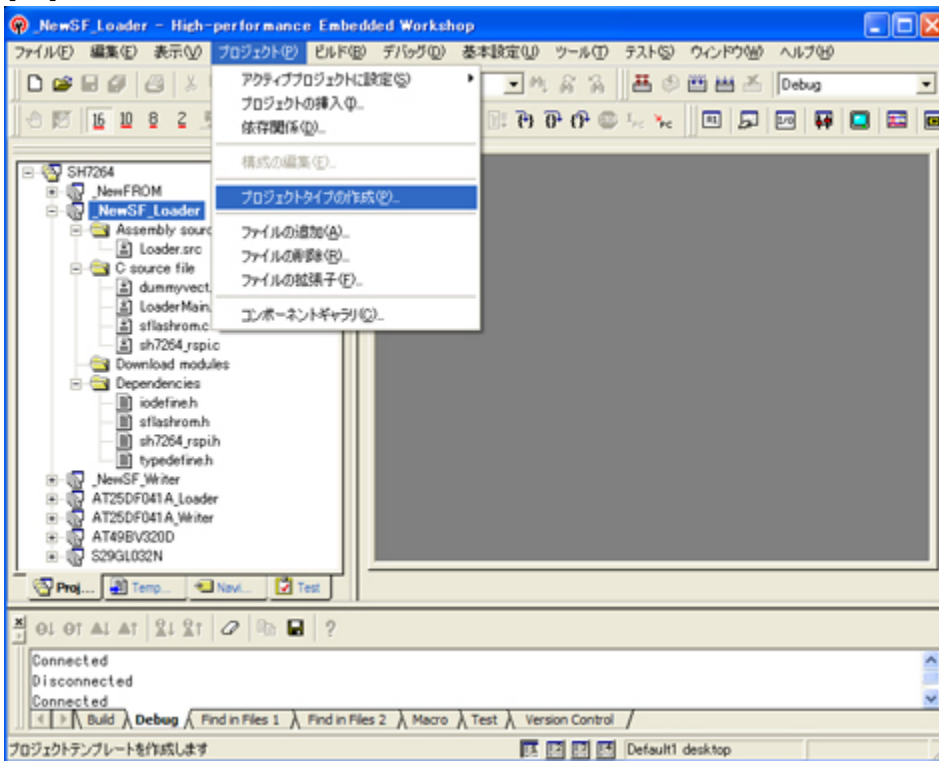 _NewSF_Loader - High-performance Embedded Workshop
ファイル(F) 編集(E) 表示(V) プロジェクト(P) ビルド(B) デバッグ(D) 基本設定(U) ツール(T) テスト(S) ウィンドウ(W) ヘルプ(H)
アクティブプロジェクトに設定(S)
Debug
プロジェクトの挿入(I)...
16 10 8 2
依存関係(D)...
構成の編集(E)...
SH7264
_NewFROM
プロジェクトタイプの作成(P)...
_NewSF_Loader
Assembly sourc
ファイルの追加(A)...
Loader.src
ファイルの削除(R)...
C source file
ファイルの拡張子(F)...
dummyvect.
LoaderMain.
コンポーネントギャラリ(C)...
sflashrom.c
sh7264_rspi.c
Download modules
Dependencies
iodefine.h
sflashrom.h
sh7264_rspi.h
typedefine.h
_NewSF_Writer
AT25DF041A_Loader
AT25DF041A_Writer
AT49BV320D
S29GL032N
Proj... Temp... Navi... Test
Connected
Disconnected
Connected
Build Debug Find in Files 1 Find in Files 2 Macro Test Version Control
プロジェクトテンプレートを作成します
Default1 desktop